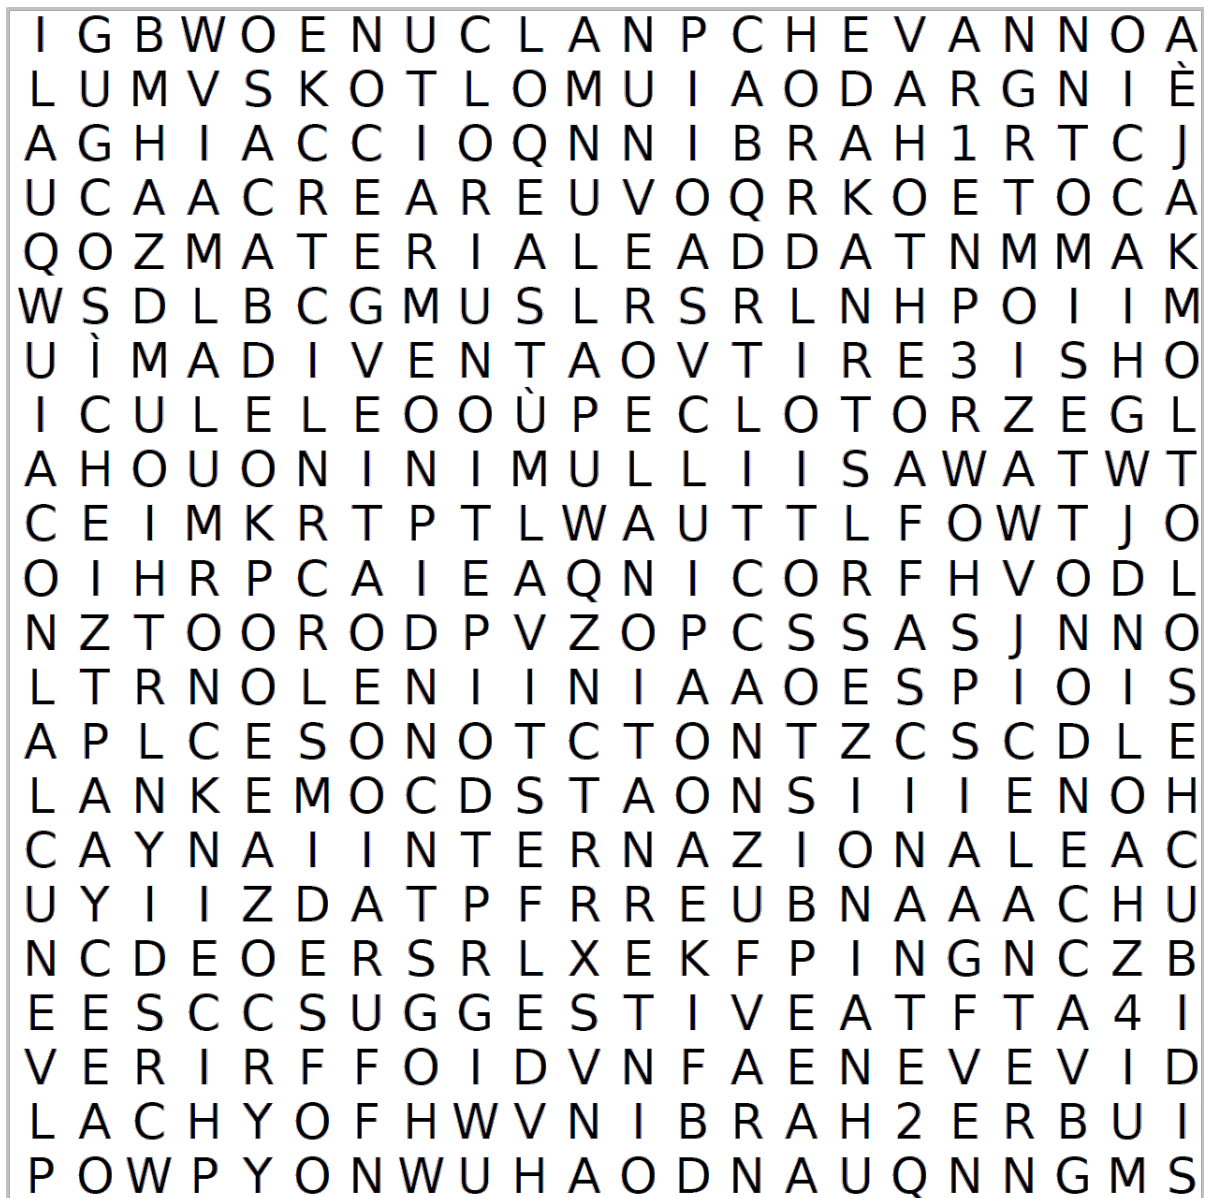 I G B W O E N U C L A N P C H E V A N N O A
L U M V S K O T L O M U I A O D A R G N I È
A G H I A C C I O Q N N I B R A H 1 R T C J
U C A A C R E A R E U V O Q R K O E T O C A
Q O Z M A T E R I A L E A D D A T N M M A K
W S D L B C G M U S L R S R L N H P O I I M
U Ì M A D I V E N T A O V T I R E 3 I S H O
I C U L E L E O O Ù P E C L O T O R Z E G L
A H O U O N I N I M U L L I I S A W A T W T
C E I M K R T P T L W A U T T L F O W T J O
O I H R P C A I E A Q N I C O R F H V O D L
N Z T O O R O D P V Z O P C S S A S J N N O
L T R N O L E N I I N I A A O E S P I O I S
A P L C E S O N O T C T O N T Z C S C D L E
L A N K E M O C D S T A O N S I I I E N O H
C A Y N A I I N T E R N A Z I O N A L E A C
U Y I I Z D A T P F R R E U B N A A A C H U
N C D E O E R S R L X E K F P I N G N C Z B
E E S C C S U G G E S T I V E A T F T A 4 I
V E R I R F F O I D V N F A E N E V E V I D
L A C H Y O F H W V N I B R A H 2 E R B U I
P O W P Y O N W U H A O D N A U Q N N G M S